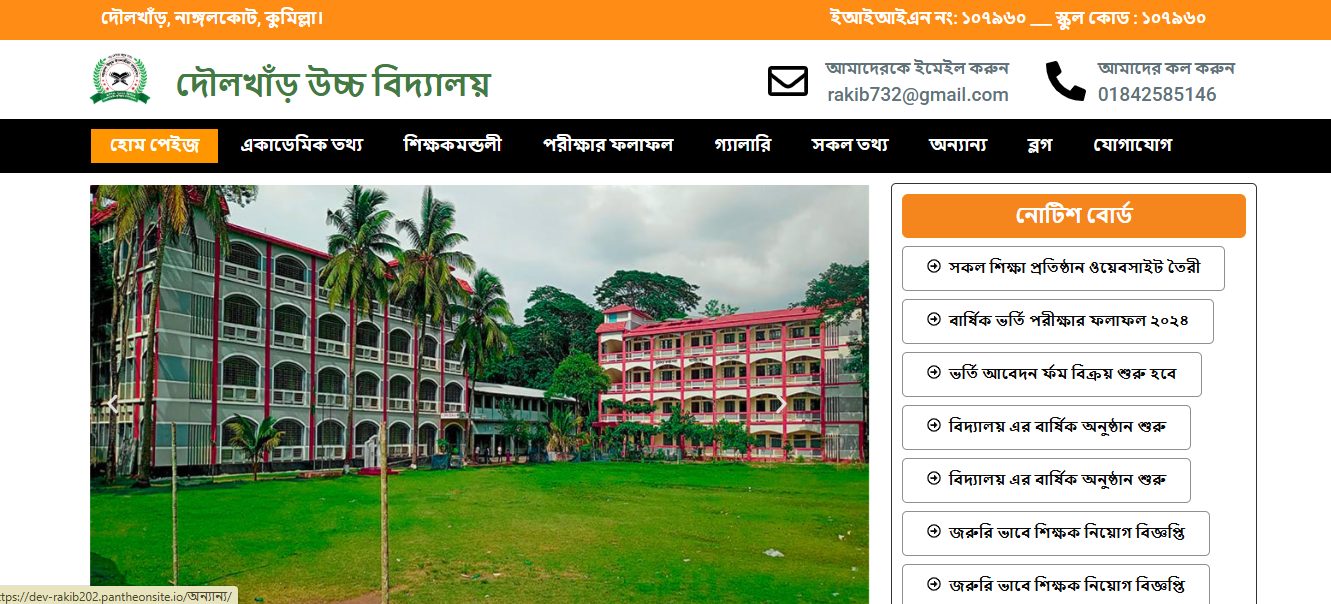 দৌলখাঁড়, নাঙ্গলকোট, কুমিল্লা।
ইআইআইএন নং: ১০৭৯৬০ __ স্কুল কোড : ১০৭৯৬০
দৌলখাঁড় উচ্চ বিদ্যালয়
আমাদেরকে ইমেইল করুন
rakib732@gmail.com
আমাদের কল করুন
01842585146
হোম পেইজ একাডেমিক তথ্য শিক্ষকমন্ডলী পরীক্ষার ফলাফল গ্যালারি সকল তথ্য অন্যান্য ব্লগ যোগাযোগ
নোটিশ বোর্ড
সকল শিক্ষা প্রতিষ্ঠান ওয়েবসাইট তৈরী
বার্ষিক ভর্তি পরীক্ষার ফলাফল ২০২৪
ভর্তি আবেদন র্ফম বিক্রয় শুরু হবে
বিদ্যালয় এর বার্ষিক অনুষ্ঠান শুরু
বিদ্যালয় এর বার্ষিক অনুষ্ঠান শুরু
জরুরি ভাবে শিক্ষক নিয়োগ বিজ্ঞপ্তি
জরুরি ভাবে শিক্ষক নিয়োগ বিজ্ঞপ্তি
ttps://dev-rakib202.pantheonsite.io/অন্যান্য/